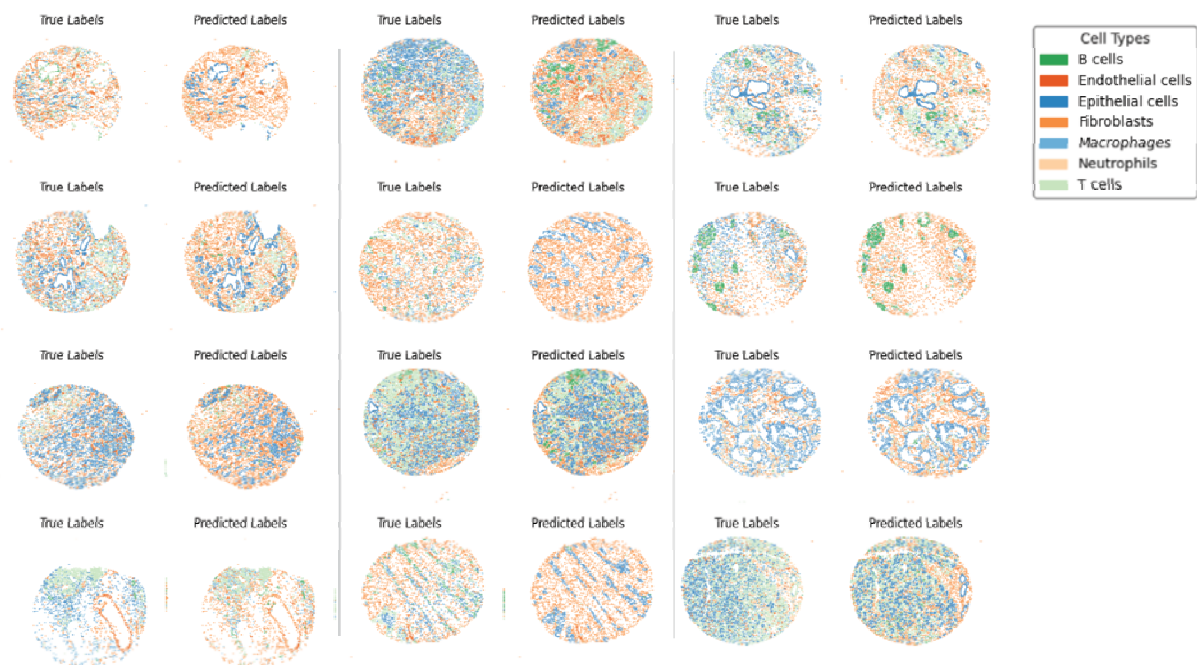 True Labels Predicted Labels True Labels Predicted Labels True Labels Predicted Labels
Cell Types
B cells
Endothelial cells
Epithelial cells
Fibroblasts
Macrophages
Neutrophils
T cells
True Labels Predicted Labels True Labels Predicted Labels True Labels Predicted Labels
True Labels Predicted Labels True Labels Predicted Labels True Labels Predicted Labels
True Labels Predicted Labels True Labels Predicted Labels True Labels Predicted Labels